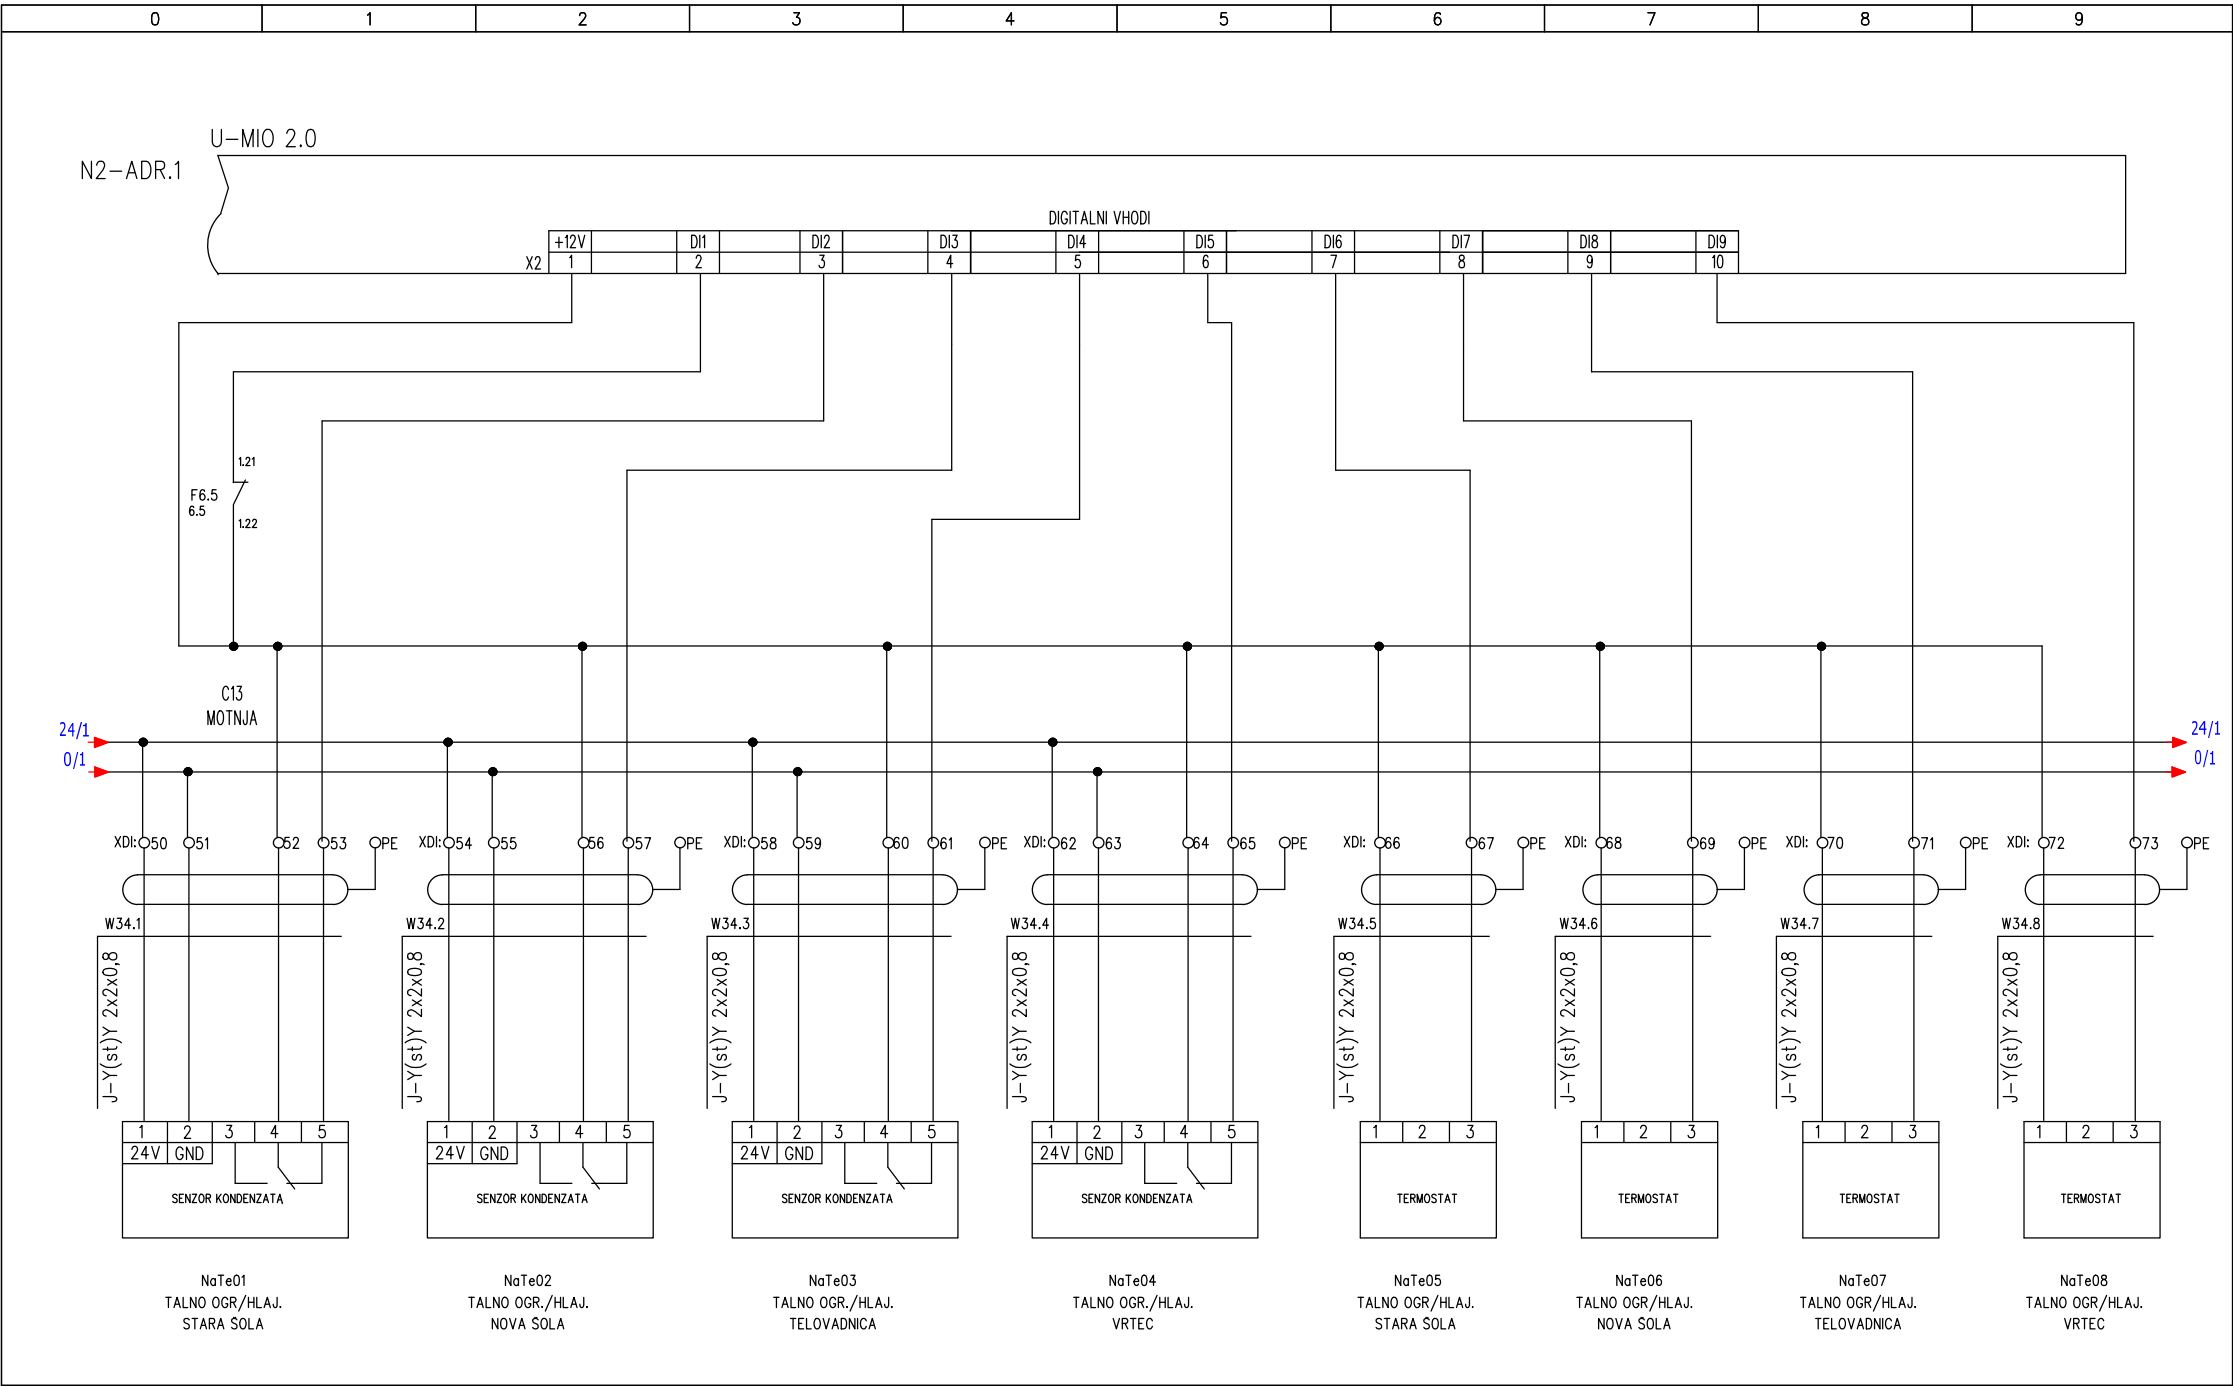 0 1 2 3 4 5 6 7 8 9
U-MIO 2.0
N2-ADR.1
DIGITALNI VHODI
+12V DI1 DI2 DI3 DI4 DI5 DI6 DI7 DI8 DI9
X2 1 2 3 4 5 6 7 8 9 10
1.21
F6.5
6.5
1.22
C13
MOTNJA
24/1 24/1
0/1 0/1
XDI: 50 51 52 53 PE XDI: 54 55 56 57 PE XDI: 58 59 60 61 PE XDI: 62 63 64 65 PE XDI: 66 67 PE XDI: 68 69 PE XDI: 70 71 PE XDI: 72 73 PE
W34.1 W34.2 W34.3 W34.4 W34.5 W34.6 W34.7 W34.8
J-Y(st)Y 2x2x0,8 J-Y(st)Y 2x2x0,8 J-Y(st)Y 2x2x0,8 J-Y(st)Y 2x2x0,8 J-Y(st)Y 2x2x0,8 J-Y(st)Y 2x2x0,8 J-Y(st)Y 2x2x0,8 J-Y(st)Y 2x2x0,8
1 2 3 4 5 1 2 3 4 5 1 2 3 4 5 1 2 3 4 5 1 2 3 1 2 3 1 2 3 1 2 3
24V GND 24V GND 24V GND 24V GND
SENZOR KONDENZATA SENZOR KONDENZATA SENZOR KONDENZATA SENZOR KONDENZATA TERMOSTAT TERMOSTAT TERMOSTAT TERMOSTAT
NaTe01 NaTe02 NaTe03 NaTe04 NaTe05 NaTe06 NaTe07 NaTe08
TALNO OGR/HLAJ. TALNO OGR./HLAJ. TALNO OGR./HLAJ. TALNO OGR./HLAJ. TALNO OGR/HLAJ. TALNO OGR/HLAJ. TALNO OGR/HLAJ. TALNO OGR/HLAJ.
STARA ŠOLA NOVA ŠOLA TELOVADNICA VRTEC STARA ŠOLA NOVA ŠOLA TELOVADNICA VRTEC